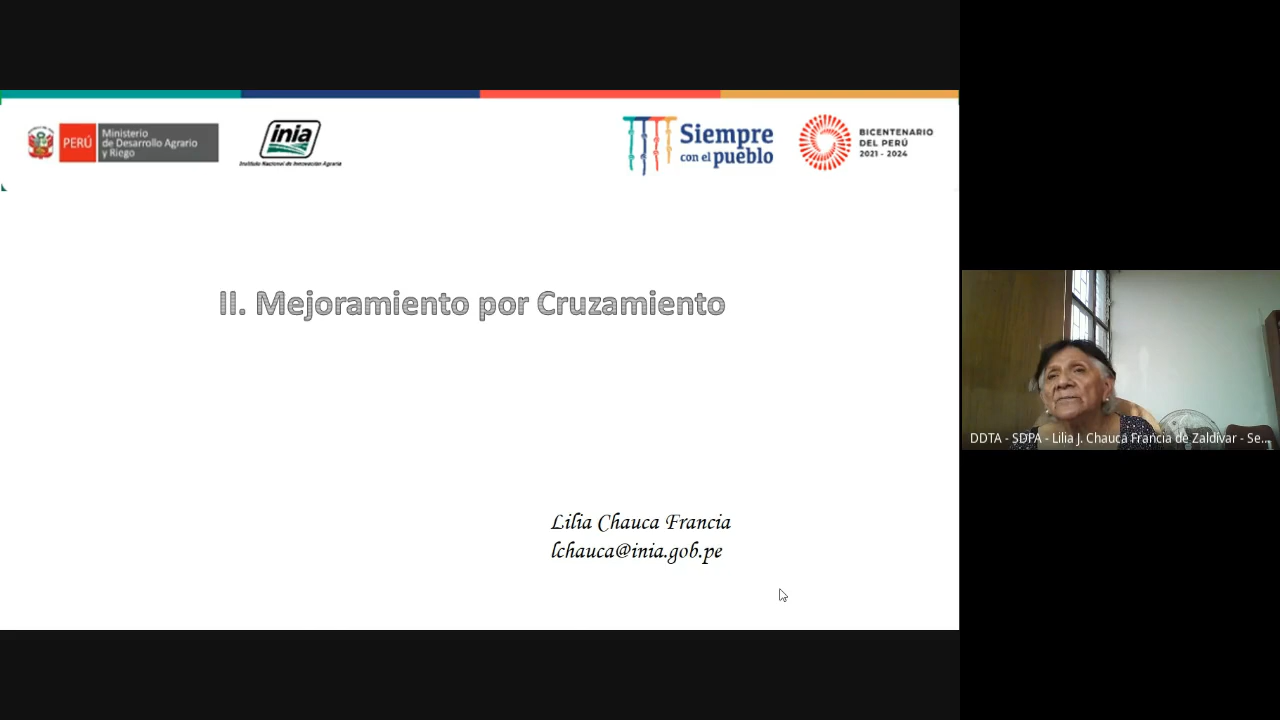 PERÚ
Ministerio
de Desarrollo Agrario
y Riego
inia
Instituto Nacional de Innovación Agraria
Siempre
con el pueblo
BICENTENARIO
DEL PERÚ
2021 - 2024
II. Mejoramiento por Cruzamiento
Lilia Chauca Francia
lchauca@inia.gob.pe
DDTA - SDPA - Lilia J. Chauca Francia de Zaldívar - Se...